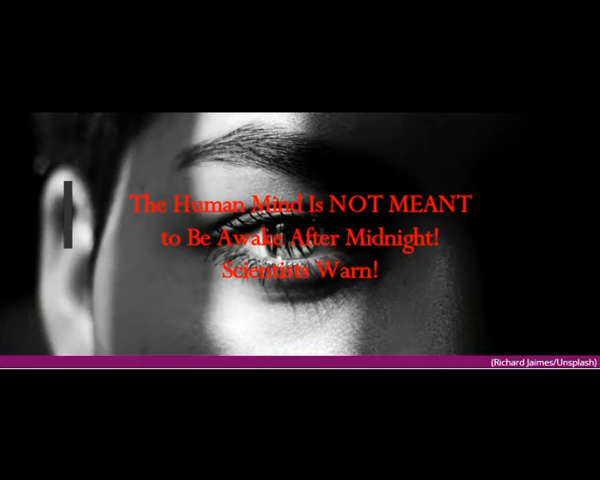 The Human Mind Is NOT MEANT
to Be Awake After Midnight!
Scientists Warn!
(Richard Jaimes/Unsplash)